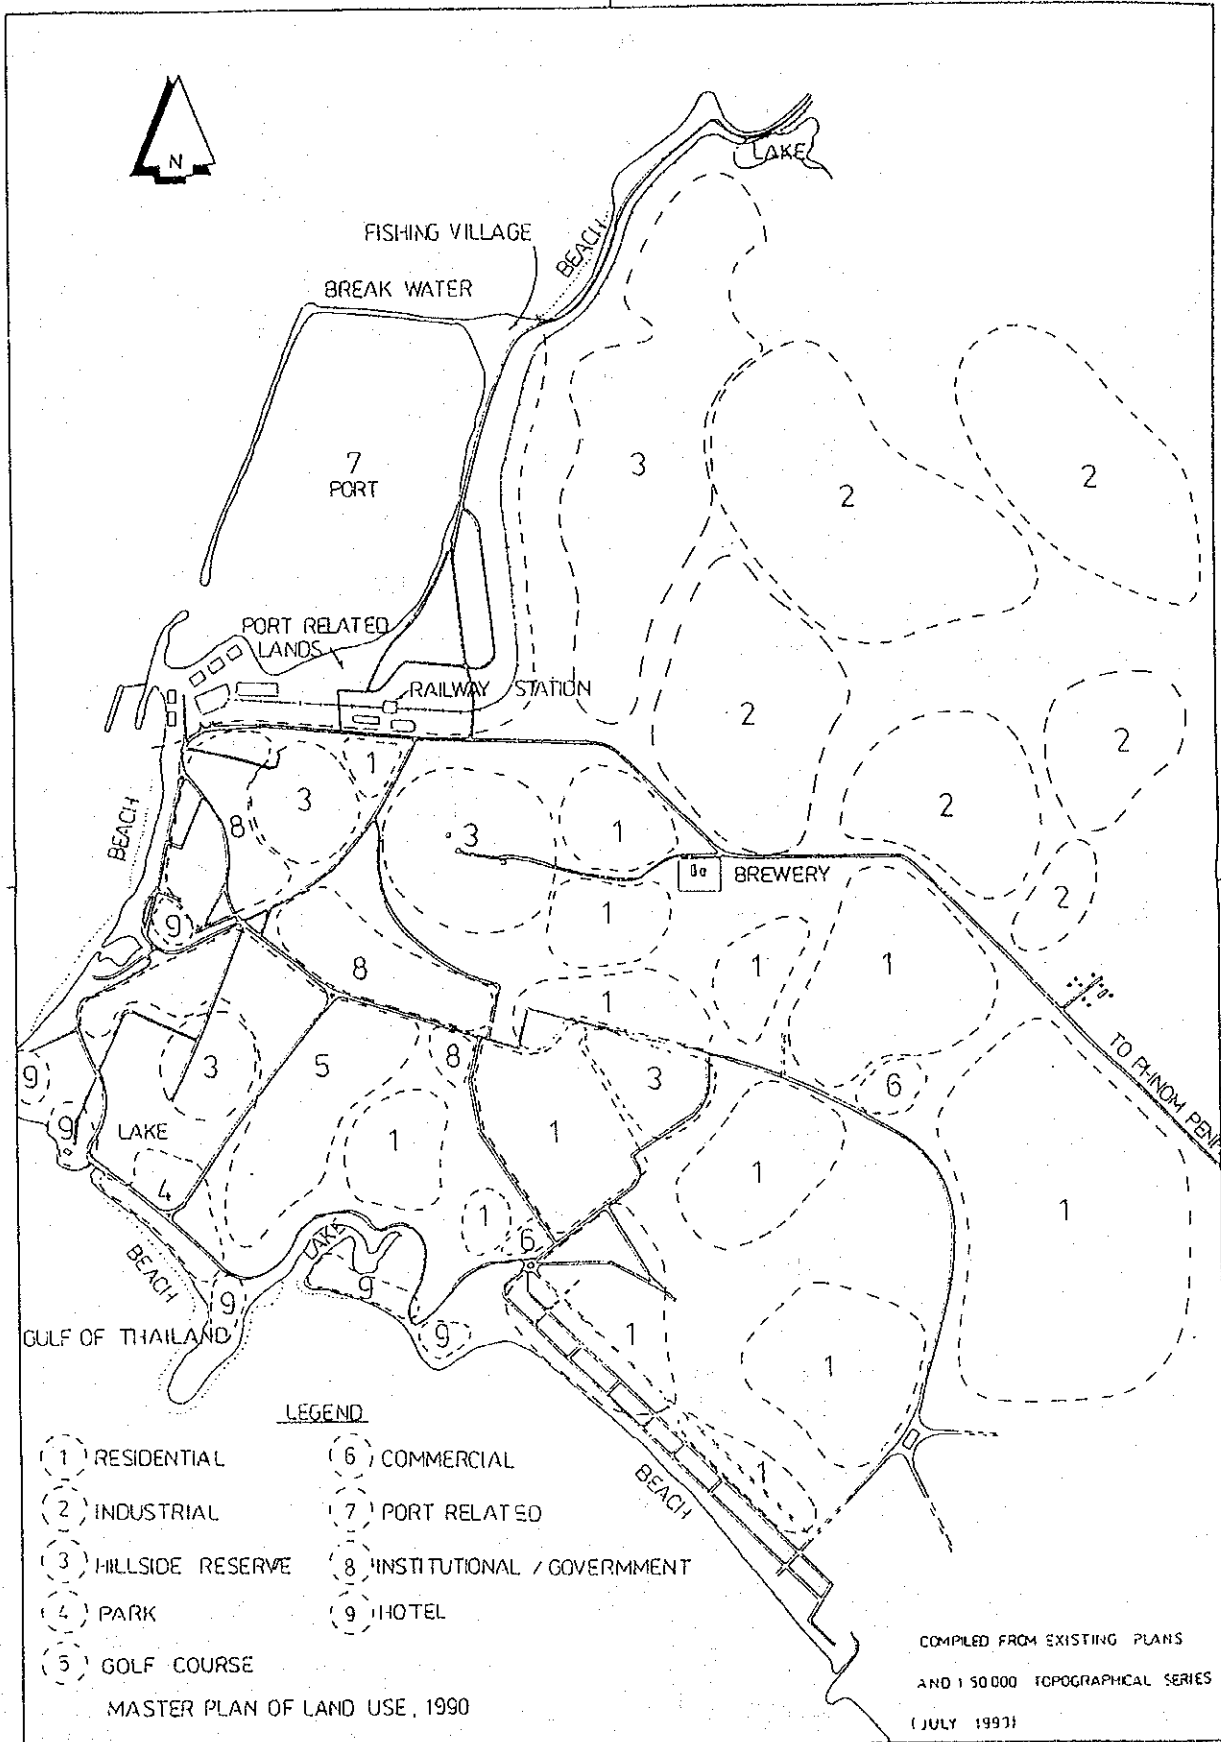 N
LAKE
FISHING VILLAGE
BEACH
BREAK WATER
3
2
2
7
PORT
PORT RELATED
LANDS
RAILWAY STATION
2
2
1
3
2
BEACH
8
3
1
BREWERY
2
9
1
8
1
1
1
TO PHNOM PENH
9
3
5
8
3
6
9
LAKE
1
1
1
4
1
1
6
LAKE
BEACH
9
9
GULF OF THAILAND
9
1
1
1
BEACH
LEGEND
1 RESIDENTIAL
2 INDUSTRIAL
3 HILLSIDE RESERVE
4 PARK
5 GOLF COURSE
6 COMMERCIAL
7 PORT RELATED
8 INSTITUTIONAL / GOVERMMENT
9 HOTEL
MASTER PLAN OF LAND USE, 1990
COMPILED FROM EXISTING PLANS
AND 1 50 000 TOPOGRAPHICAL SERIES
(JULY 1993)